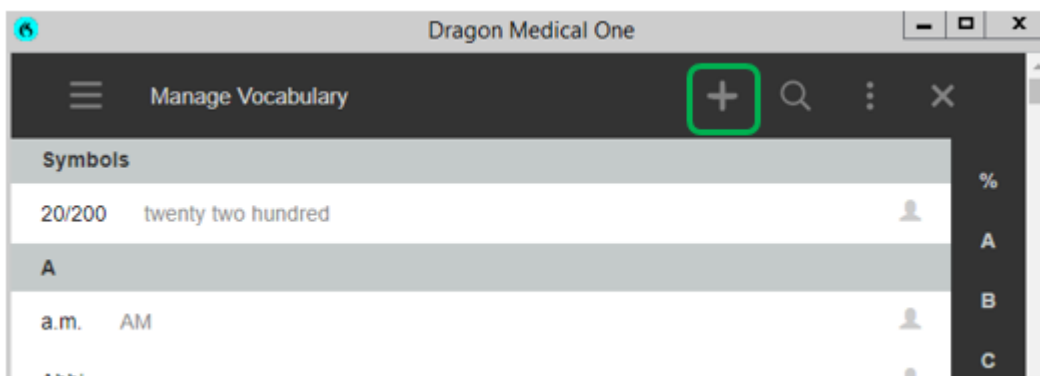 Dragon Medical One
Manage Vocabulary
Symbols
20/200 twenty two hundred
%
A
A
a.m. AM
B
C